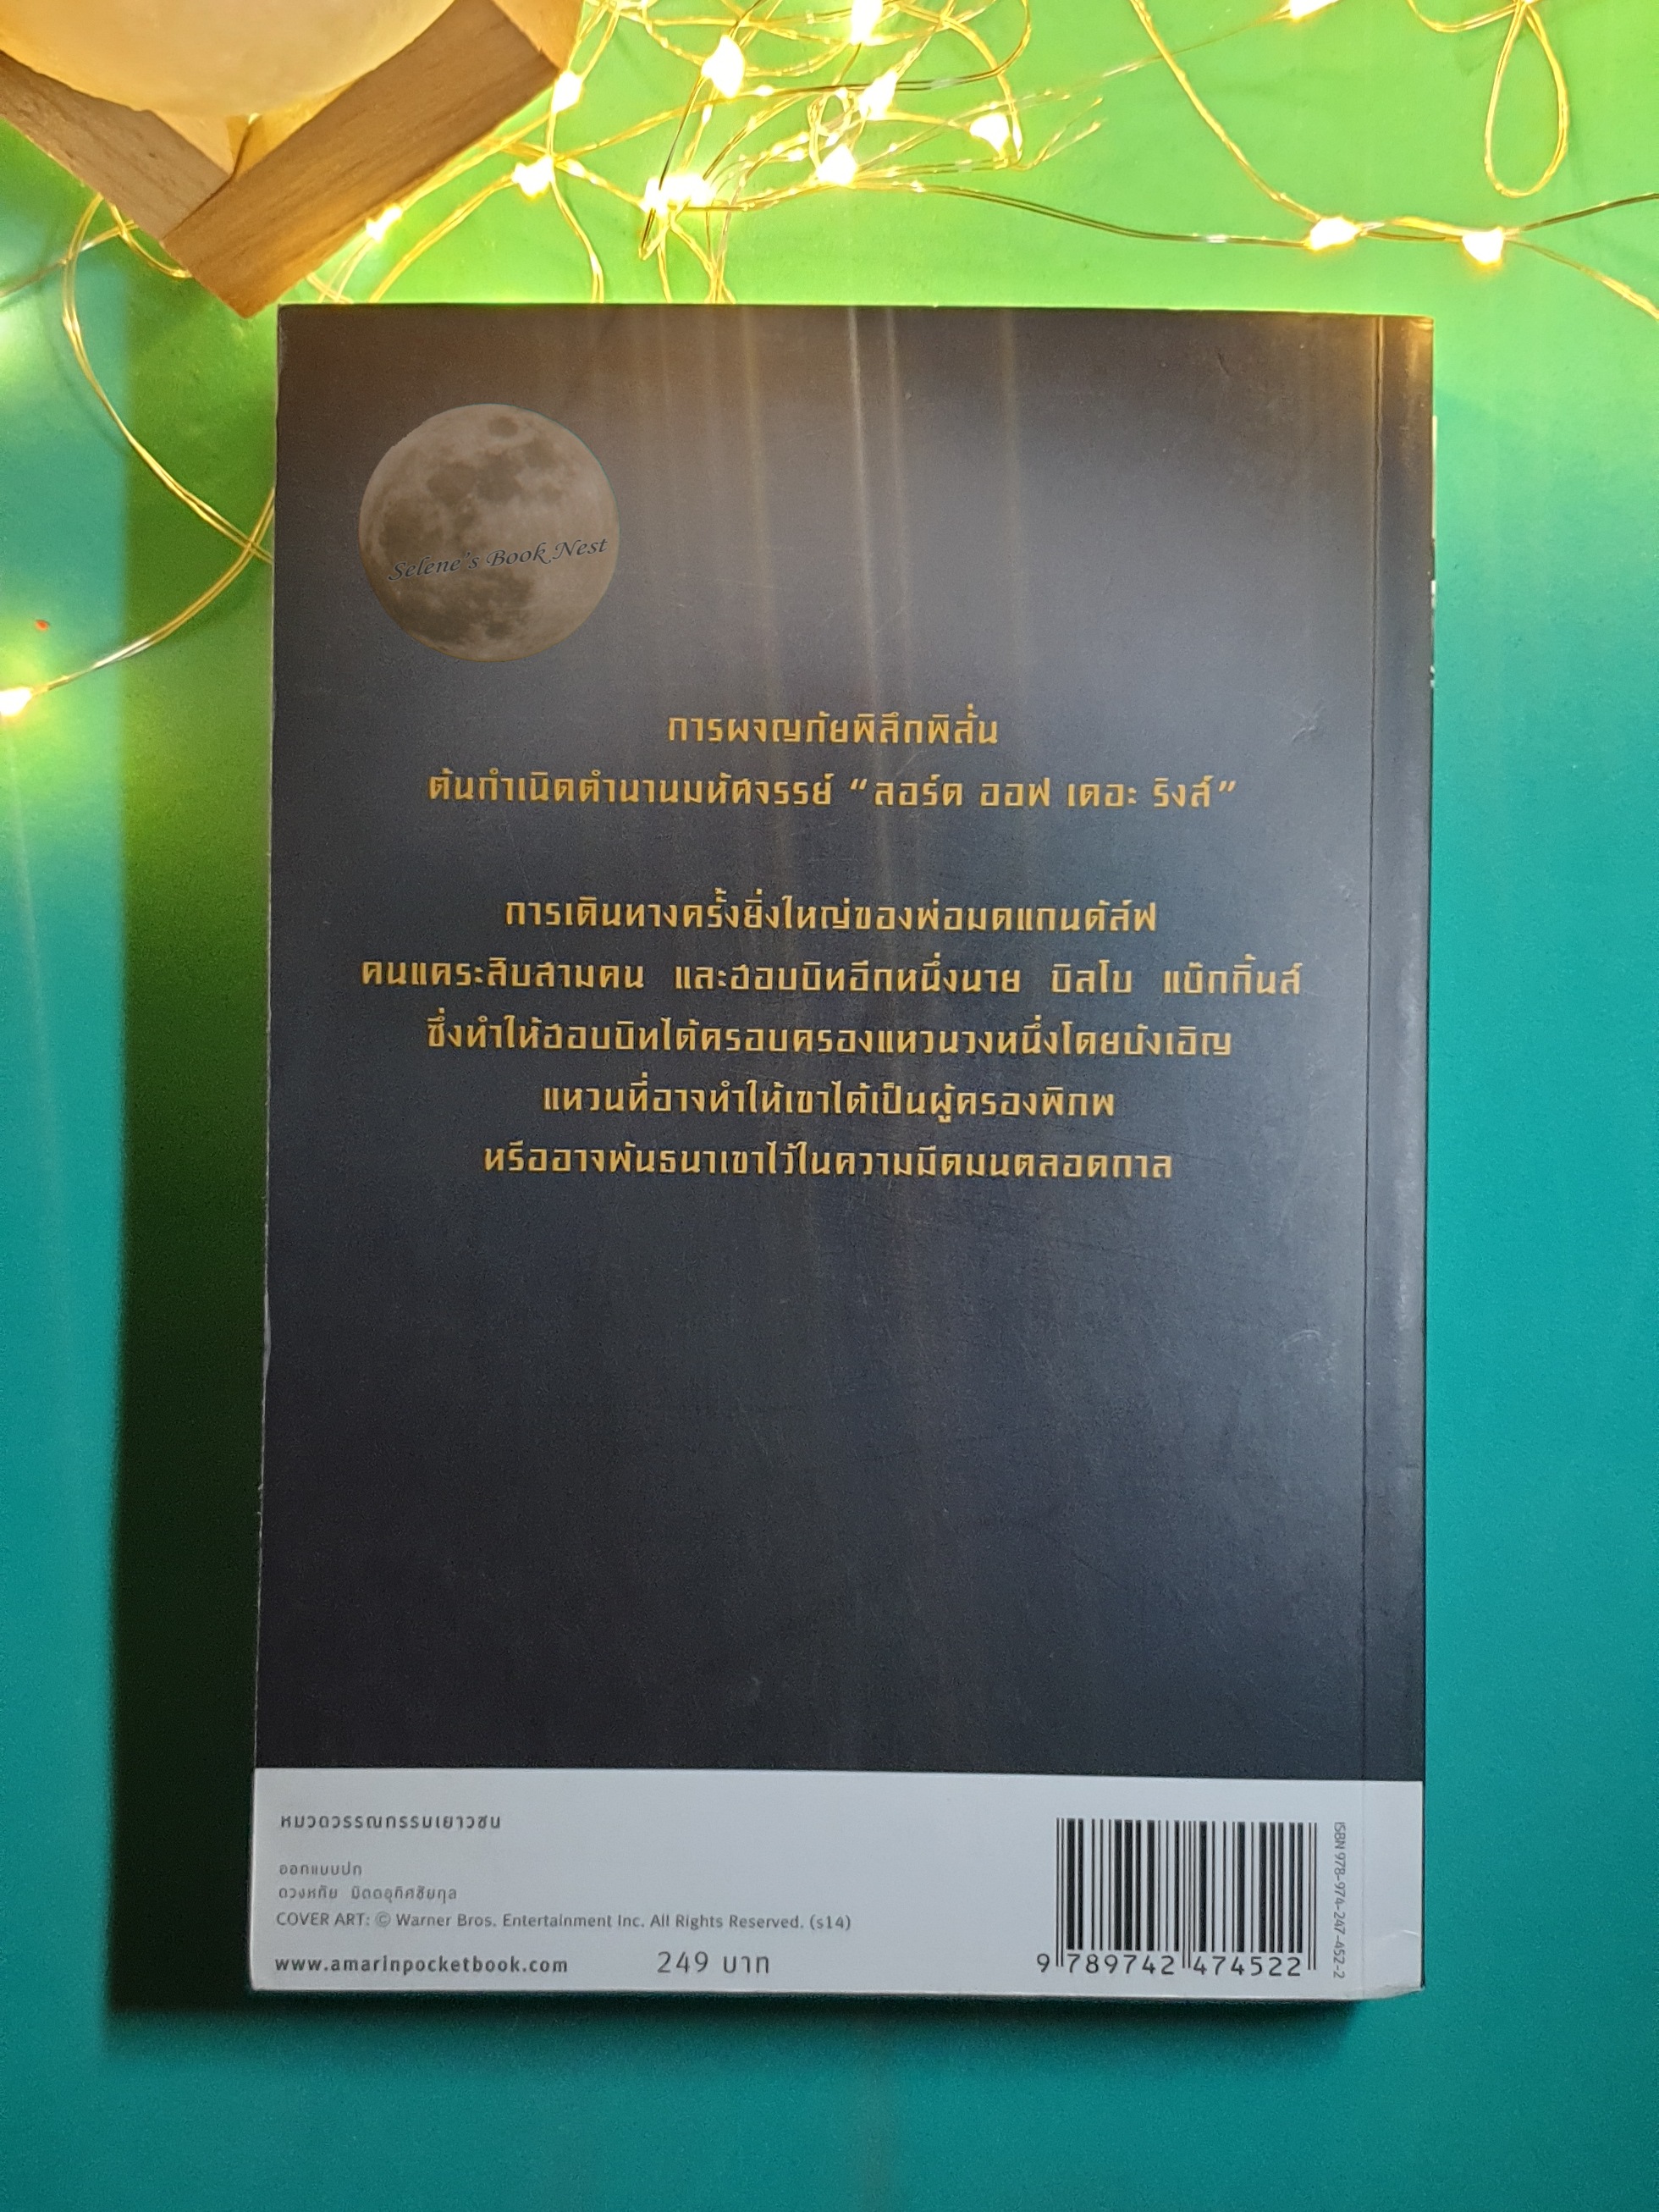 Selene's Book Nest
การผจญภัยพิลึกพิลั่น
ต้นกำเนิดตำนานมหัศจรรย์ “ลอร์ด ออฟ เดอะ ริงส์”
การเดินทางครั้งยิ่งใหญ่ของพ่อมดแกนดัล์ฟ
คนแคระสิบสามคน และฮอบบิทอีกหนึ่งนาย บิลโบ แบ๊กกิ้นส์
ซึ่งทำให้ฮอบบิทได้ครอบครองแหวนวงหนึ่งโดยบังเอิญ
แหวนที่อาจทำให้เขาได้เป็นผู้ครองพิภพ
หรืออาจพันธนาเขาไว้ในความมืดมนตลอดกาล
หมวดวรรณกรรมเยาวชน
ออกแบบปก
ดวงหทัย มิตตอุทิศชัยกุล
COVER ART: © Warner Bros. Entertainment Inc. All Rights Reserved. (s14)
www.amarinpocketbook.com 249 บาท
9 789742 474522
ISBN 978-974-247-452-2